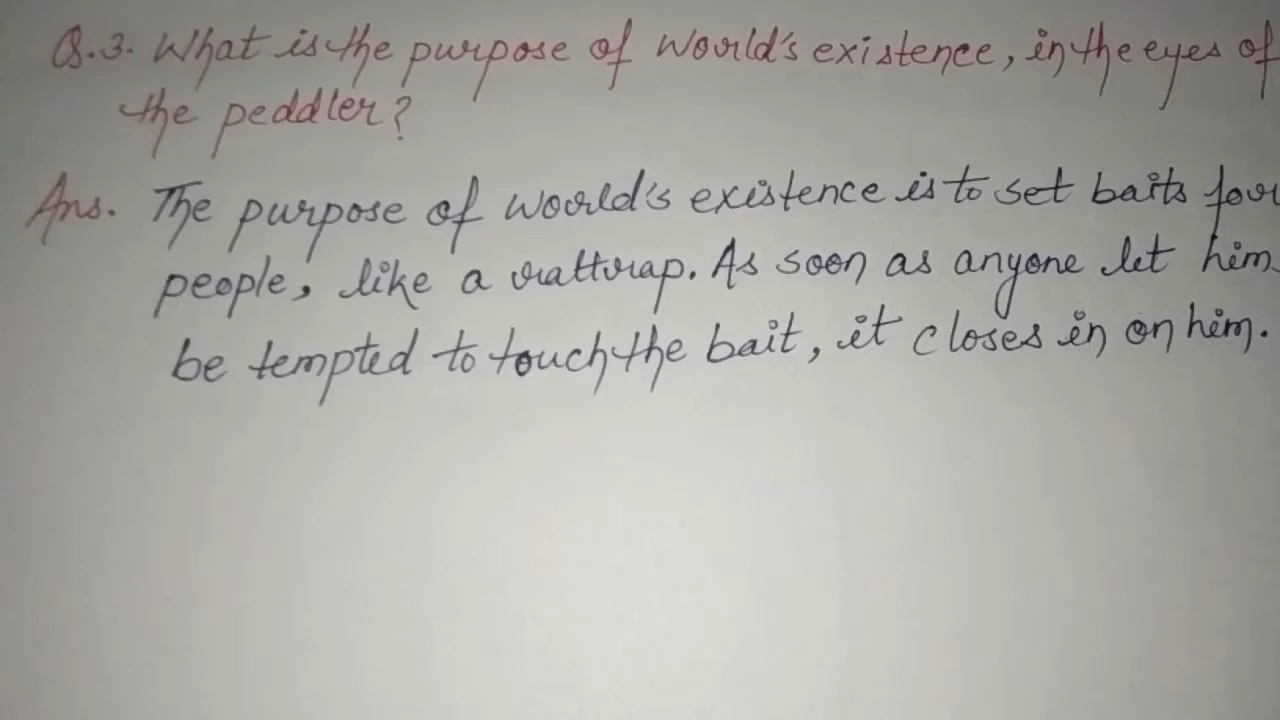 Q.3. What is the purpose of world's existence, in the eyes of
the peddler?
Ans. The purpose of world's existence is to set baits for
people, like a rattrap. As soon as anyone let him
be tempted to touch the bait, it closes in on him.